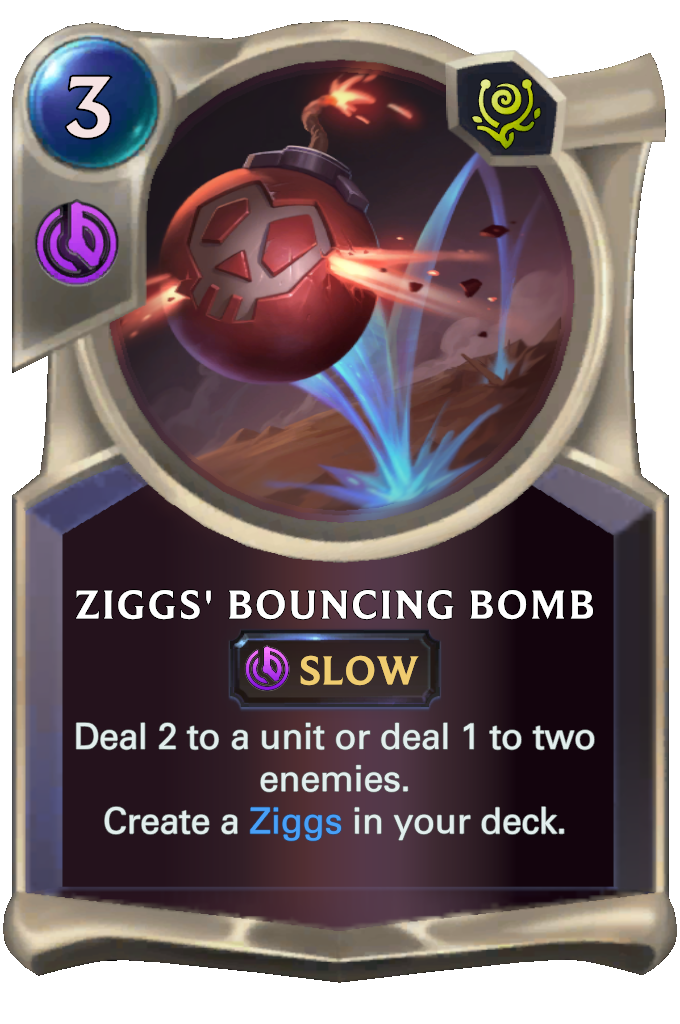 3
ZIGGS' BOUNCING BOMB
SLOW
Deal 2 to a unit or deal 1 to two
enemies.
Create a Ziggs in your deck.